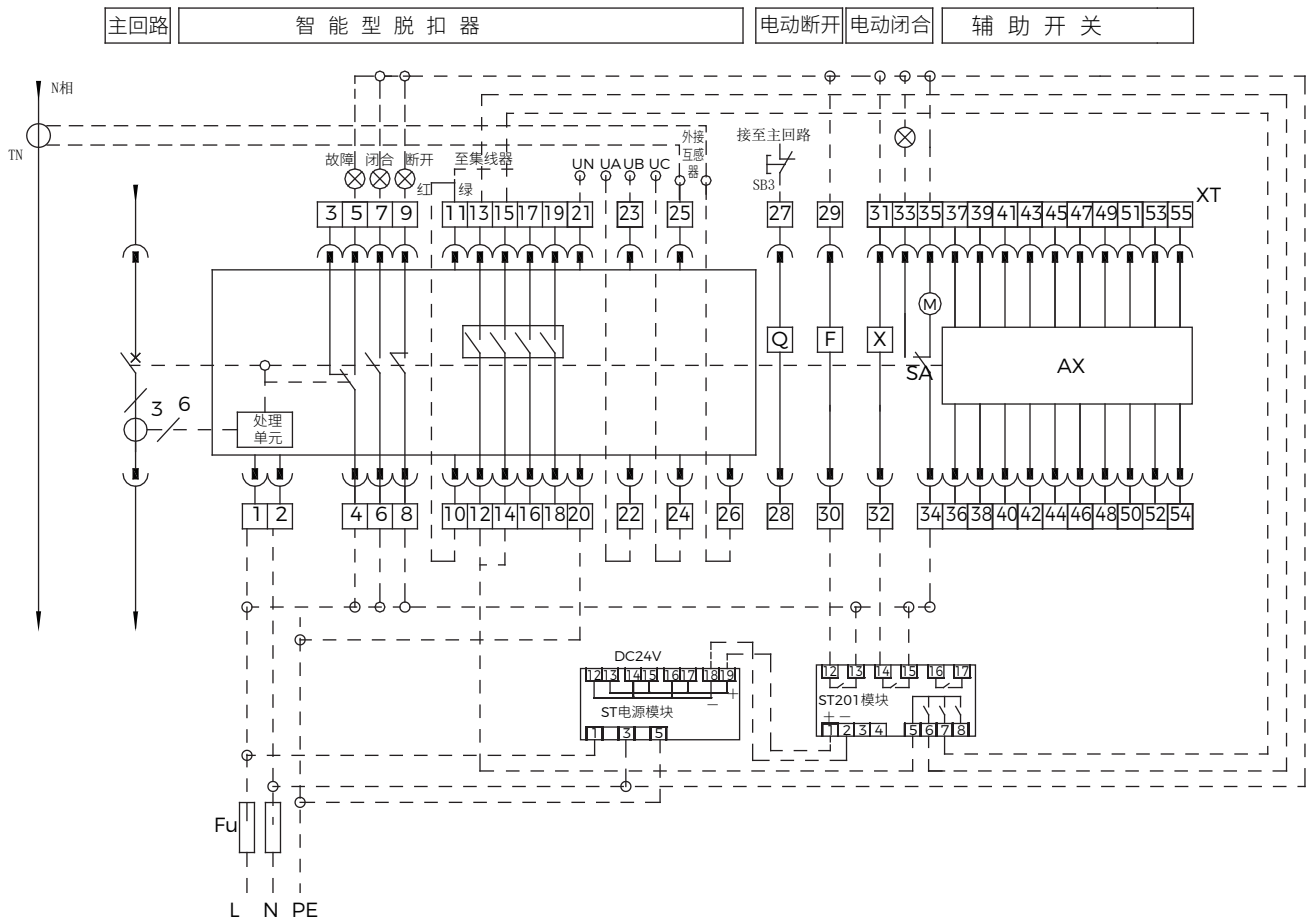 主回路 智能型脱扣器 电动断开 电动闭合 辅助开关
N相
TN
故障 闭合 断开 红 绿 至集线器 UN UA UB UC 外接互感器 接至主回路
SB3
3 5 7 9 11 13 15 17 19 21 23 25 27 29 31 33 35 37 39 41 43 45 47 49 51 53 55 XT
M
Q F X SA AX
3 6 处理单元
1 2 4 6 8 10 12 14 16 18 20 22 24 26 28 30 32 34 36 38 40 42 44 46 48 50 52 54
DC24V
12 13 14 15 16 17 18 19
ST电源模块 − +
1 3 5
12 13 14 15 16 17
ST201模块
+ −
1 2 3 4 5 6 7 8
Fu
L N PE